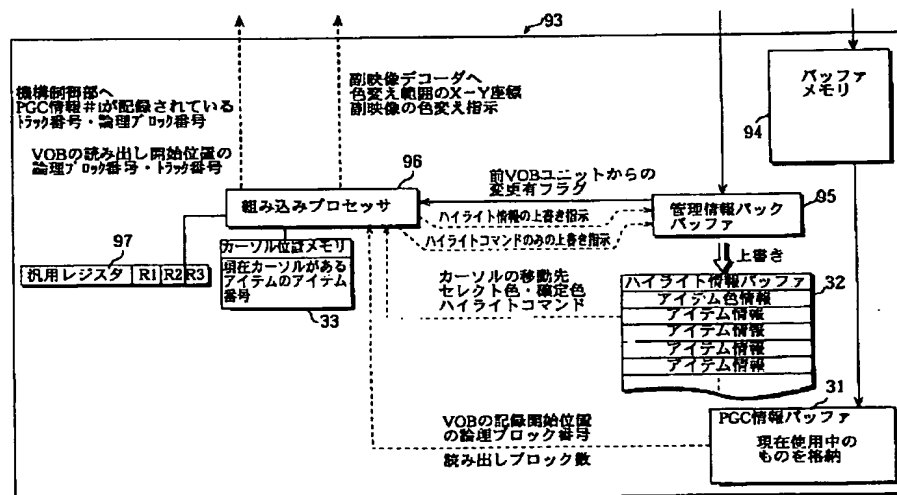 93
機構制御部へ
PGC情報#iが記録されている
トラック番号・論理ブロック番号
VOBの読み出し開始位置の
論理ブロック番号・トラック番号
副映像デコーダへ
色変え範囲のX-Y座標
副映像の色変え指示
バッファ
メモリ
94
96
組み込みプロセッサ
前VOBユニットからの
変更有フラグ
ハイライト情報の上書き指示
ハイライトコマンドのみの上書き指示
管理情報パック
バッファ
95
上書き
97
汎用レジスタ R1 R2 R3
カーソル位置メモリ
現在カーソルがある
アイテムのアイテム
番号
33
カーソルの移動先
セレクト色・確定色
ハイライトコマンド
ハイライト情報バッファ
アイテム色情報
アイテム情報
アイテム情報
アイテム情報
アイテム情報
32
31
VOBの記録開始位置
の論理ブロック番号
読み出しブロック数
PGC情報バッファ
現在使用中の
ものを格納